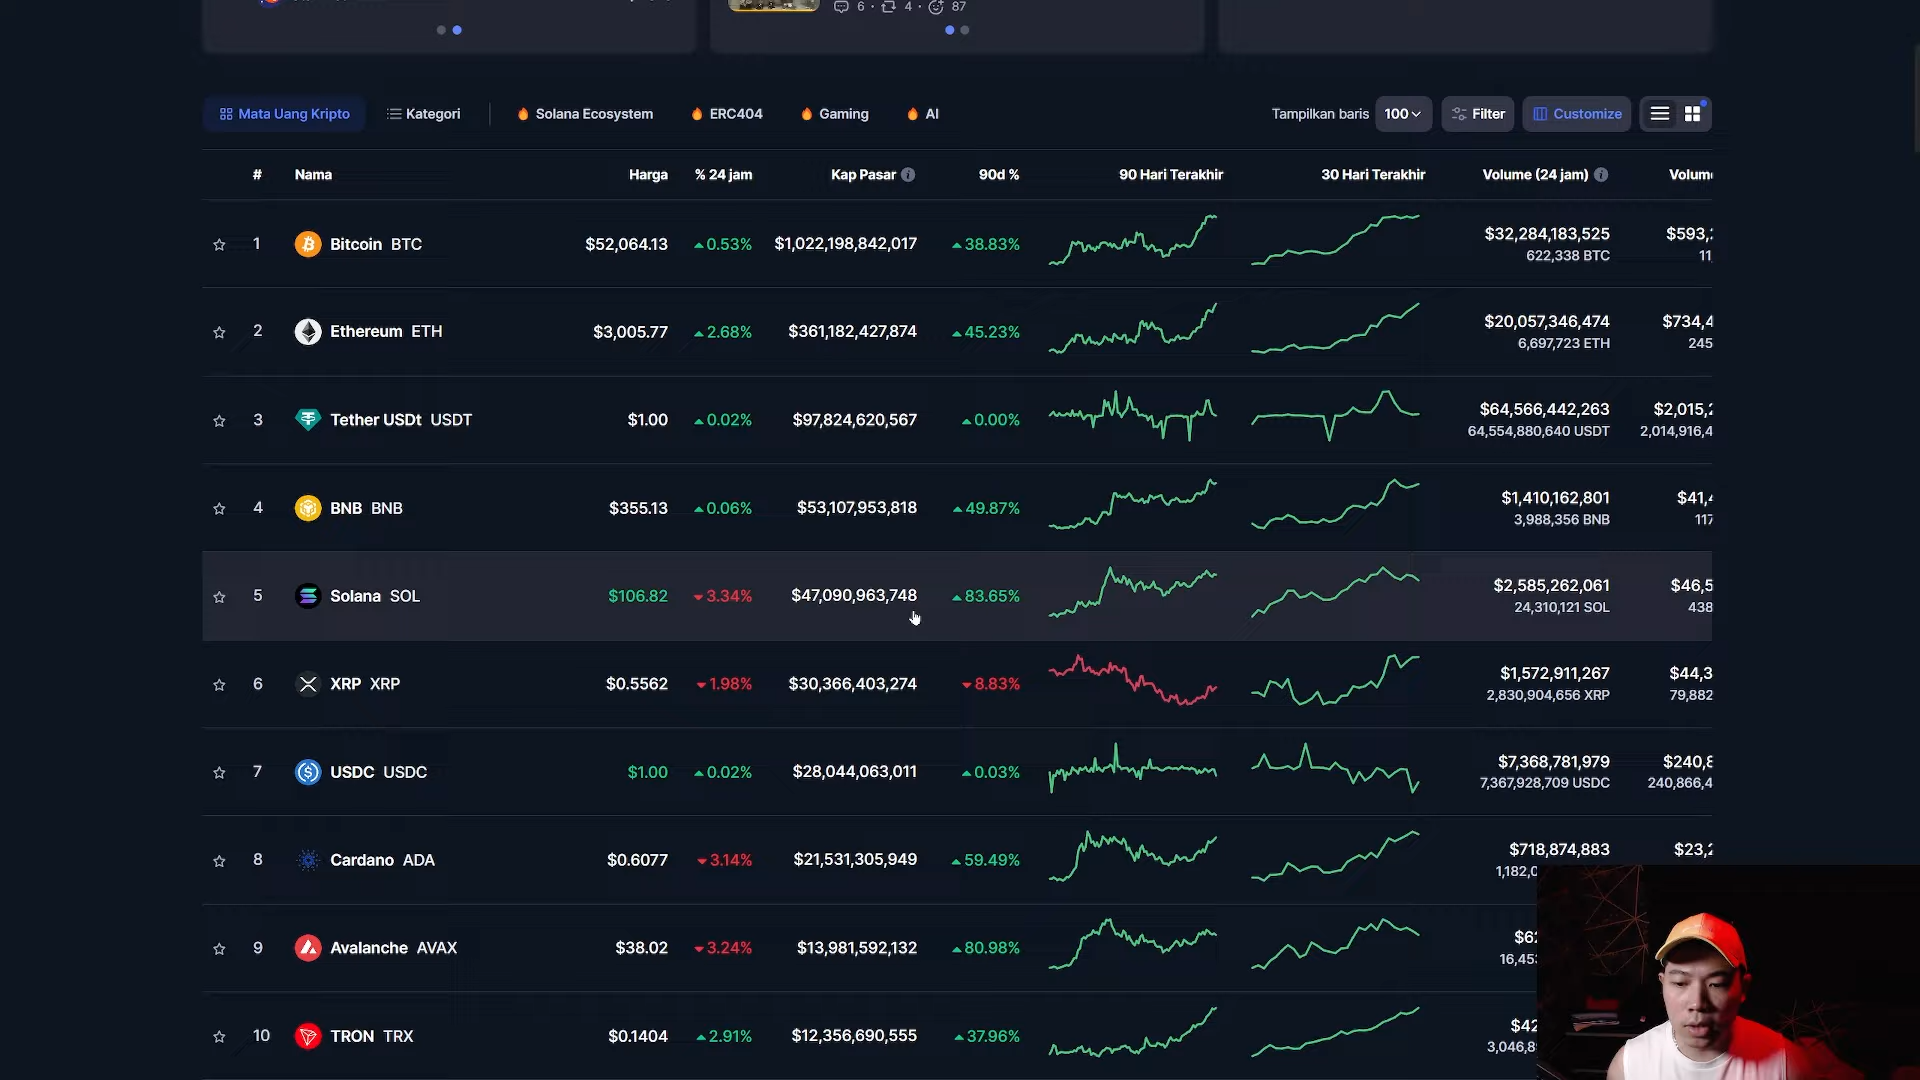 6 · 4 · 87
Mata Uang Kripto Kategori Solana Ecosystem ERC404 Gaming AI Tampilkan baris 100 Filter Customize
# Nama Harga % 24 jam Kap Pasar 90d % 90 Hari Terakhir 30 Hari Terakhir Volume (24 jam)
1 Bitcoin BTC $52,064.13 0.53% $1,022,198,842,017 38.83% $32,284,183,525
622,338 BTC
2 Ethereum ETH $3,005.77 2.68% $361,182,427,874 45.23% $20,057,346,474
6,697,723 ETH
3 Tether USDt USDT $1.00 0.02% $97,824,620,567 0.00% $64,566,442,263
64,554,880,640 USDT
4 BNB BNB $355.13 0.06% $53,107,953,818 49.87% $1,410,162,801
3,988,356 BNB
5 Solana SOL $106.82 3.34% $47,090,963,748 83.65% $2,585,262,061
24,310,121 SOL
6 XRP XRP $0.5562 1.98% $30,366,403,274 8.83% $1,572,911,267
2,830,904,656 XRP
7 USDC USDC $1.00 0.02% $28,044,063,011 0.03% $7,368,781,979
7,367,928,709 USDC
8 Cardano ADA $0.6077 3.14% $21,531,305,949 59.49% $718,874,883
9 Avalanche AVAX $38.02 3.24% $13,981,592,132 80.98%
10 TRON TRX $0.1404 2.91% $12,356,690,555 37.96%